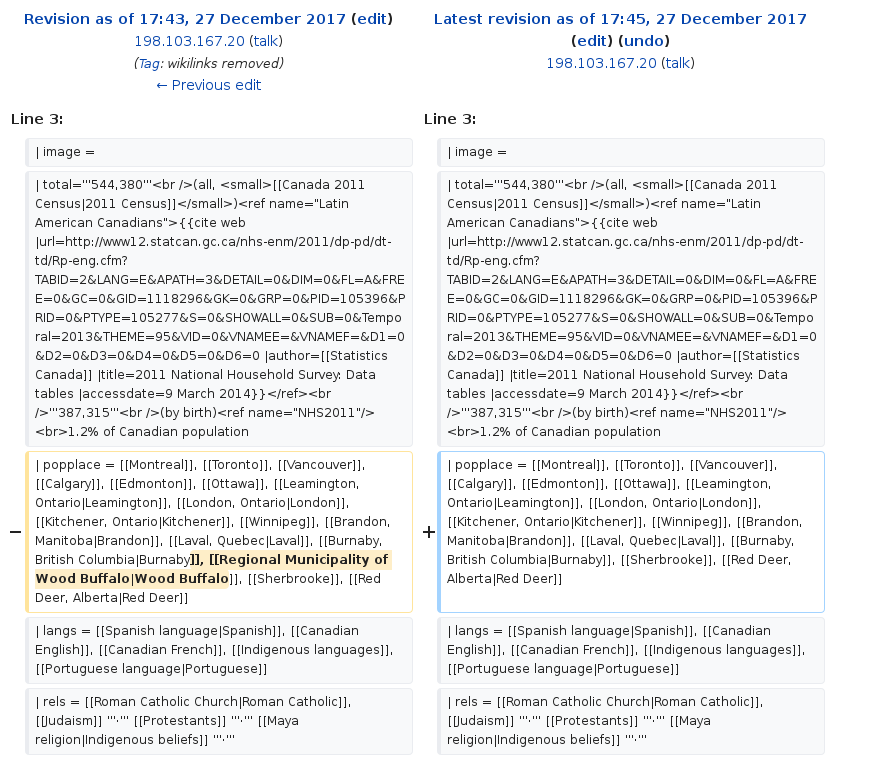 Revision as of 17:43, 27 December 2017 (edit)
198.103.167.20 (talk)
(Tag: wikilinks removed)
← Previous edit
Latest revision as of 17:45, 27 December 2017
(edit) (undo)
198.103.167.20 (talk)
Line 3:
Line 3:
| image =
| image =
| total='''544,380'''<br />(all, <small>[[Canada 2011
Census|2011 Census]]</small>)<ref name="Latin
American Canadians">{{cite web
|url=http://www12.statcan.gc.ca/nhs-enm/2011/dp-pd/dt-
td/Rp-eng.cfm?
TABID=2&LANG=E&APATH=3&DETAIL=0&DIM=0&FL=A&FRE
E=0&GC=0&GID=1118296&GK=0&GRP=0&PID=105396&P
RID=0&PTYPE=105277&S=0&SHOWALL=0&SUB=0&Tempo
ral=2013&THEME=95&VID=0&VNAMEE=&VNAMEF=&D1=0
&D2=0&D3=0&D4=0&D5=0&D6=0 |author=[[Statistics
Canada]] |title=2011 National Household Survey: Data
tables |accessdate=9 March 2014}}</ref><br
/>'''387,315'''<br />(by birth)<ref name="NHS2011"/>
<br>1.2% of Canadian population
| total='''544,380'''<br />(all, <small>[[Canada 2011
Census|2011 Census]]</small>)<ref name="Latin
American Canadians">{{cite web
|url=http://www12.statcan.gc.ca/nhs-enm/2011/dp-pd/dt-
td/Rp-eng.cfm?
TABID=2&LANG=E&APATH=3&DETAIL=0&DIM=0&FL=A&FRE
E=0&GC=0&GID=1118296&GK=0&GRP=0&PID=105396&P
RID=0&PTYPE=105277&S=0&SHOWALL=0&SUB=0&Tempo
ral=2013&THEME=95&VID=0&VNAMEE=&VNAMEF=&D1=0
&D2=0&D3=0&D4=0&D5=0&D6=0 |author=[[Statistics
Canada]] |title=2011 National Household Survey: Data
tables |accessdate=9 March 2014}}</ref><br
/>'''387,315'''<br />(by birth)<ref name="NHS2011"/>
<br>1.2% of Canadian population
−
| popplace = [[Montreal]], [[Toronto]], [[Vancouver]],
[[Calgary]], [[Edmonton]], [[Ottawa]], [[Leamington,
Ontario|Leamington]], [[London, Ontario|London]],
[[Kitchener, Ontario|Kitchener]], [[Winnipeg]], [[Brandon,
Manitoba|Brandon]], [[Laval, Quebec|Laval]], [[Burnaby,
British Columbia|Burnaby]], [[Regional Municipality of
Wood Buffalo|Wood Buffalo]], [[Sherbrooke]], [[Red
Deer, Alberta|Red Deer]]
+
| popplace = [[Montreal]], [[Toronto]], [[Vancouver]],
[[Calgary]], [[Edmonton]], [[Ottawa]], [[Leamington,
Ontario|Leamington]], [[London, Ontario|London]],
[[Kitchener, Ontario|Kitchener]], [[Winnipeg]], [[Brandon,
Manitoba|Brandon]], [[Laval, Quebec|Laval]], [[Burnaby,
British Columbia|Burnaby]], [[Sherbrooke]], [[Red Deer,
Alberta|Red Deer]]
| langs = [[Spanish language|Spanish]], [[Canadian
English]], [[Canadian French]], [[Indigenous languages]],
[[Portuguese language|Portuguese]]
| langs = [[Spanish language|Spanish]], [[Canadian
English]], [[Canadian French]], [[Indigenous languages]],
[[Portuguese language|Portuguese]]
| rels = [[Roman Catholic Church|Roman Catholic]],
[[Judaism]] '''·''' [[Protestants]] '''·''' [[Maya
religion|Indigenous beliefs]] '''·'''
| rels = [[Roman Catholic Church|Roman Catholic]],
[[Judaism]] '''·''' [[Protestants]] '''·''' [[Maya
religion|Indigenous beliefs]] '''·'''